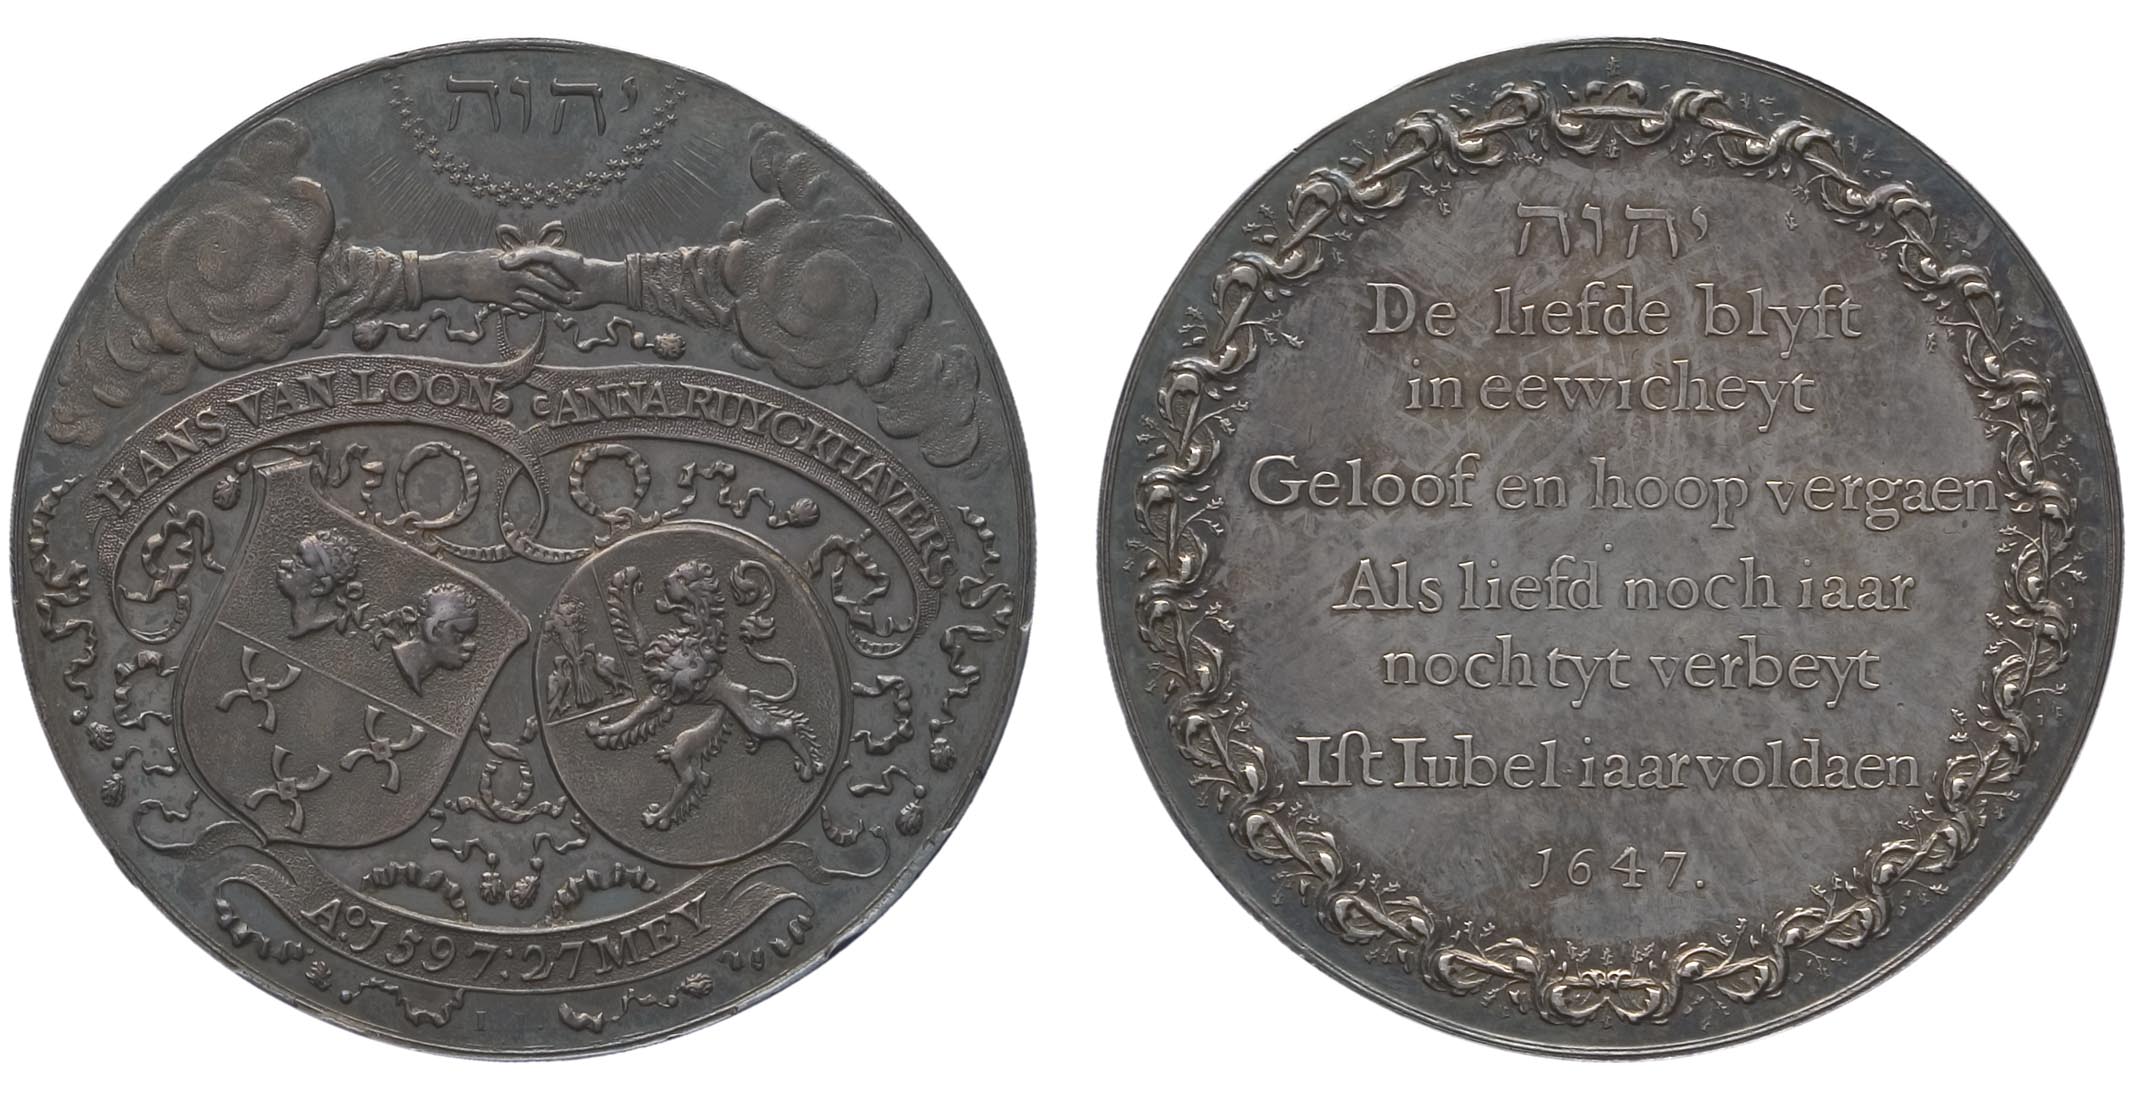 יהוה
HANS VAN LOON
ANNA RUYCKHAVERS
Aº 1597:27 MEY
יהוה
De liefde blyft
in eewicheyt
Geloof en hoop vergaen
Als liefd noch iaar
noch tyt verbeyt
Iſt Iubel-iaar voldaen
1647.